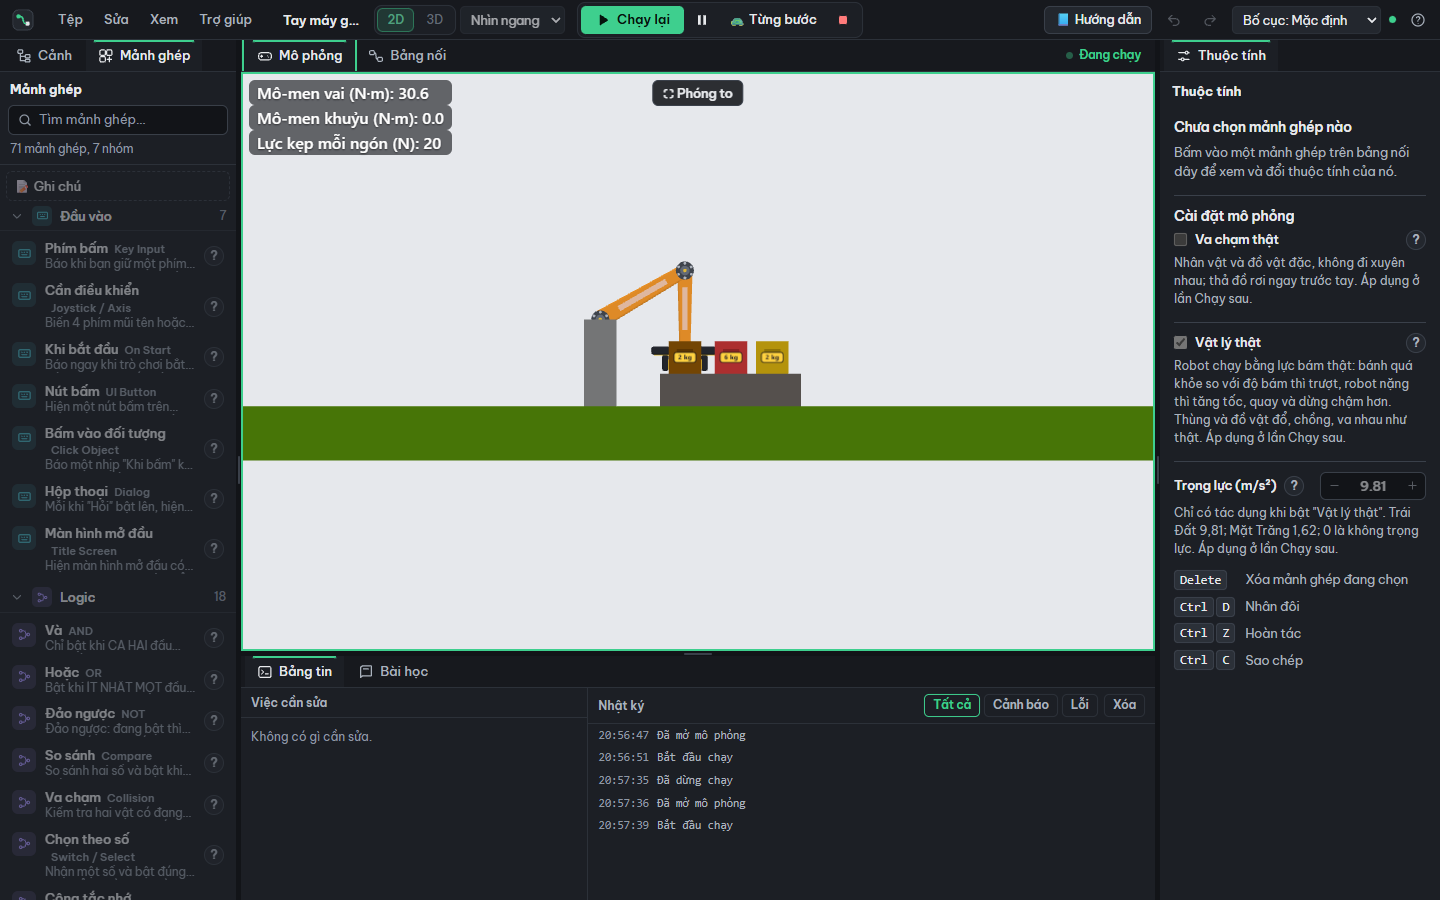 Tệp Sửa Xem Trợ giúp Tay máy g... 2D 3D Nhìn ngang Chạy lại Từng bước Hướng dẫn Bố cục: Mặc định
Cảnh Mảnh ghép
Mảnh ghép
Tìm mảnh ghép...
71 mảnh ghép, 7 nhóm
Ghi chú
Đầu vào 7
Phím bấm Key Input
Báo khi bạn giữ một phím...
Cần điều khiển
Joystick / Axis
Biến 4 phím mũi tên hoặc...
Khi bắt đầu On Start
Báo ngay khi trò chơi bắt...
Nút bấm UI Button
Hiện một nút bấm trên...
Bấm vào đối tượng
Click Object
Báo một nhịp "Khi bấm" k...
Hộp thoại Dialog
Mỗi khi "Hỏi" bật lên, hiện...
Màn hình mở đầu
Title Screen
Hiện màn hình mở đầu có...
Logic 18
Và AND
Chỉ bật khi CẢ HAI đầu...
Hoặc OR
Bật khi ÍT NHẤT MỘT đầu...
Đảo ngược NOT
Đảo ngược: đang bật thì...
So sánh Compare
So sánh hai số và bật khi...
Va chạm Collision
Kiểm tra hai vật có đang...
Chọn theo số
Switch / Select
Nhận một số và bật đúng...
Công tắc nhớ
Mô phỏng Bảng nối Đang chạy
Mô-men vai (N·m): 30.6
Mô-men khuỷu (N·m): 0.0
Lực kẹp mỗi ngón (N): 20
Phóng to
2 kg 6 kg 2 kg
Bảng tin Bài học
Việc cần sửa
Không có gì cần sửa.
Nhật ký Tất cả Cảnh báo Lỗi Xóa
20:56:47 Đã mở mô phỏng
20:56:51 Bắt đầu chạy
20:57:35 Đã dừng chạy
20:57:36 Đã mở mô phỏng
20:57:39 Bắt đầu chạy
Thuộc tính
Thuộc tính
Chưa chọn mảnh ghép nào
Bấm vào một mảnh ghép trên bảng nối
dây để xem và đổi thuộc tính của nó.
Cài đặt mô phỏng
Va chạm thật ?
Nhân vật và đồ vật đặc, không đi xuyên
nhau; thả đồ rơi ngay trước tay. Áp dụng ở
lần Chạy sau.
Vật lý thật ?
Robot chạy bằng lực bám thật: bánh quá
khỏe so với độ bám thì trượt, robot nặng
thì tăng tốc, quay và dừng chậm hơn.
Thùng và đồ vật đổ, chồng, va nhau như
thật. Áp dụng ở lần Chạy sau.
Trọng lực (m/s²) ? − 9.81 +
Chỉ có tác dụng khi bật "Vật lý thật". Trái
Đất 9,81; Mặt Trăng 1,62; 0 là không trọng
lực. Áp dụng ở lần Chạy sau.
Delete Xóa mảnh ghép đang chọn
Ctrl D Nhân đôi
Ctrl Z Hoàn tác
Ctrl C Sao chép